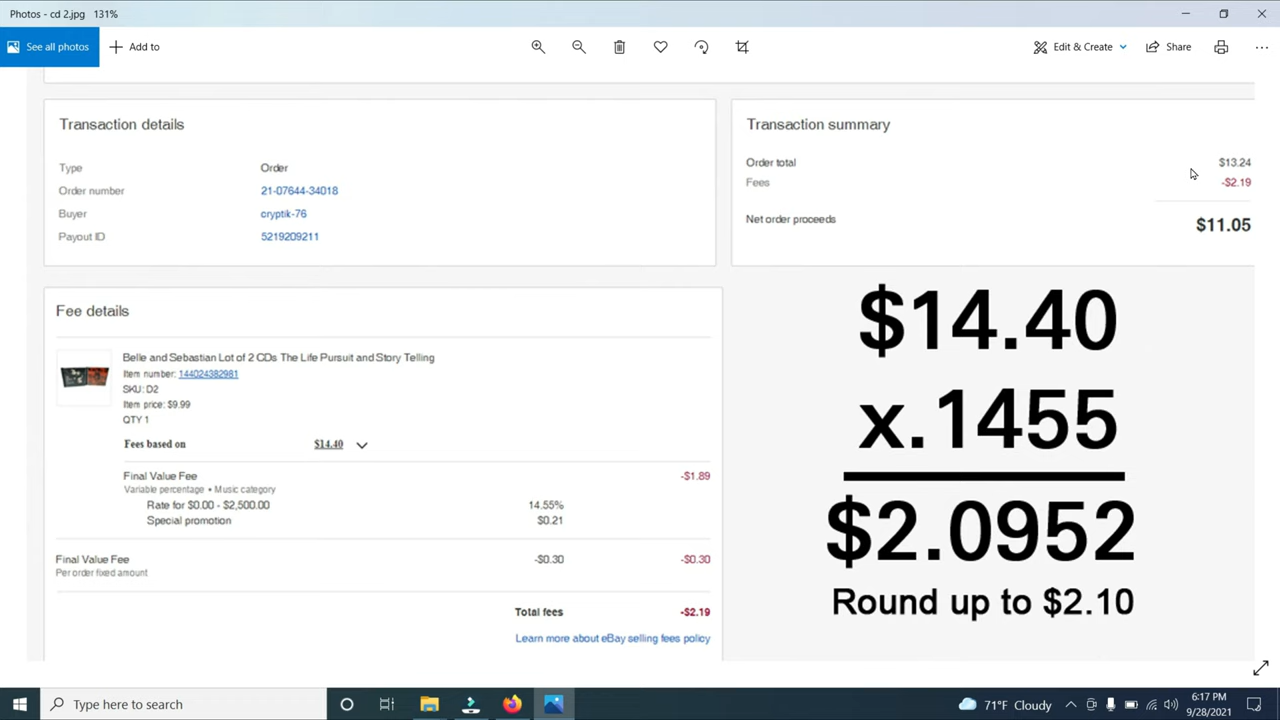 Photos - cd 2.jpg 131%
See all photos
Add to
Edit & Create
Share
Transaction details
Type Order
Order number 21-07644-34018
Buyer cryptik-76
Payout ID 5219209211
Transaction summary
Order total $13.24
Fees -$2.19
Net order proceeds $11.05
Fee details
Belle and Sebastian Lot of 2 CDs The Life Pursuit and Story Telling
Item number: 144024382981
SKU: D2
Item price: $9.99
QTY 1
Fees based on $14.40
Final Value Fee -$1.89
Variable percentage • Music category
Rate for $0.00 - $2,500.00 14.55%
Special promotion $0.21
Final Value Fee -$0.30 -$0.30
Per order fixed amount
Total fees -$2.19
Learn more about eBay selling fees policy
$14.40
x.1455
$2.0952
Round up to $2.10
Type here to search
71°F Cloudy
6:17 PM
9/28/2021